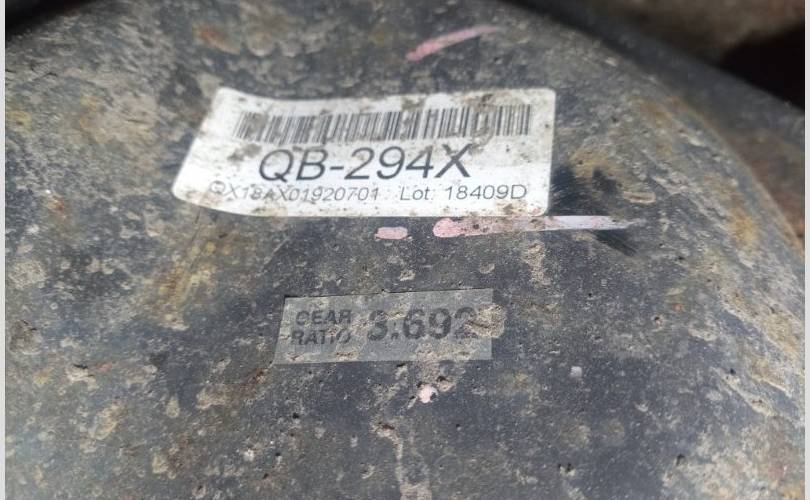 QB-294X
QX18AX01920701 Lot: 18409D
GEAR
RATIO 3.692